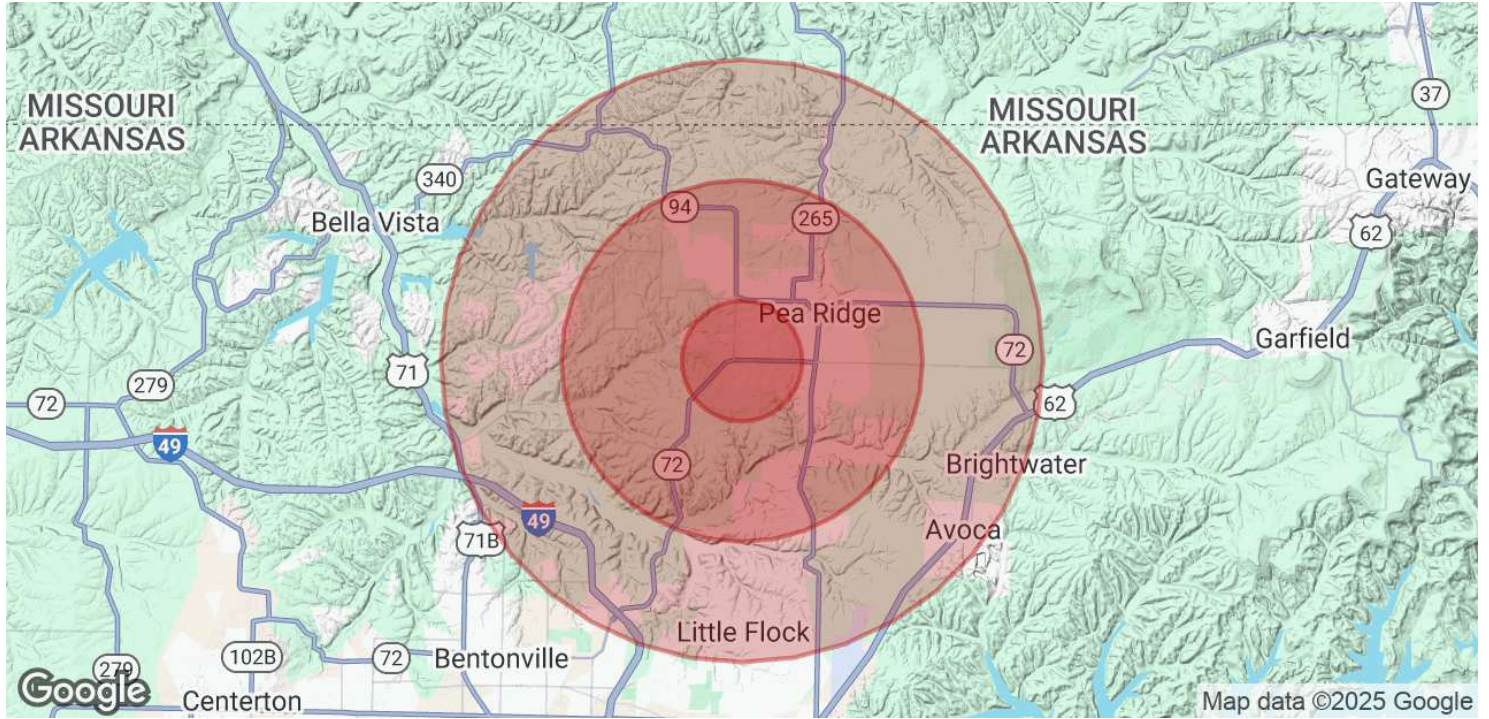 MISSOURI
ARKANSAS
MISSOURI
ARKANSAS
37
340
Gateway
94
265
Bella Vista
62
Pea Ridge
Garfield
72
71
279
72
62
49
72
Brightwater
49
Avoca
71B
Little Flock
279
102B
72
Bentonville
Google
Centerton
Map data ©2025 Google